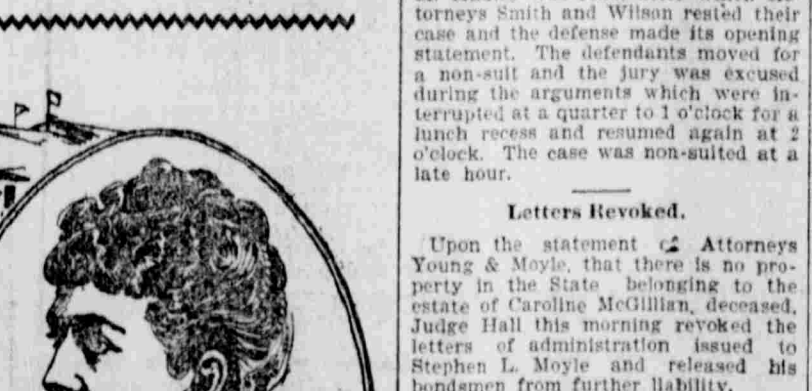 torneys Smith and Wilson rested their
case and the defense made its opening
statement. The defendants moved for
a non-suit and the jury was excused
during the arguments which were in-
terrupted at a quarter to 1 o'clock for a
lunch recess and resumed again at 2
o'clock. The case was non-suited at a
late hour.
Letters Revoked.
Upon the statement of Attorneys
Young & Moyle, that there is no pro-
perty in the State belonging to the
estate of Caroline McGillian, deceased,
Judge Hall this morning revoked the
letters of administration issued to
Stephen L. Moyle and released his
bondsmen from further liability.